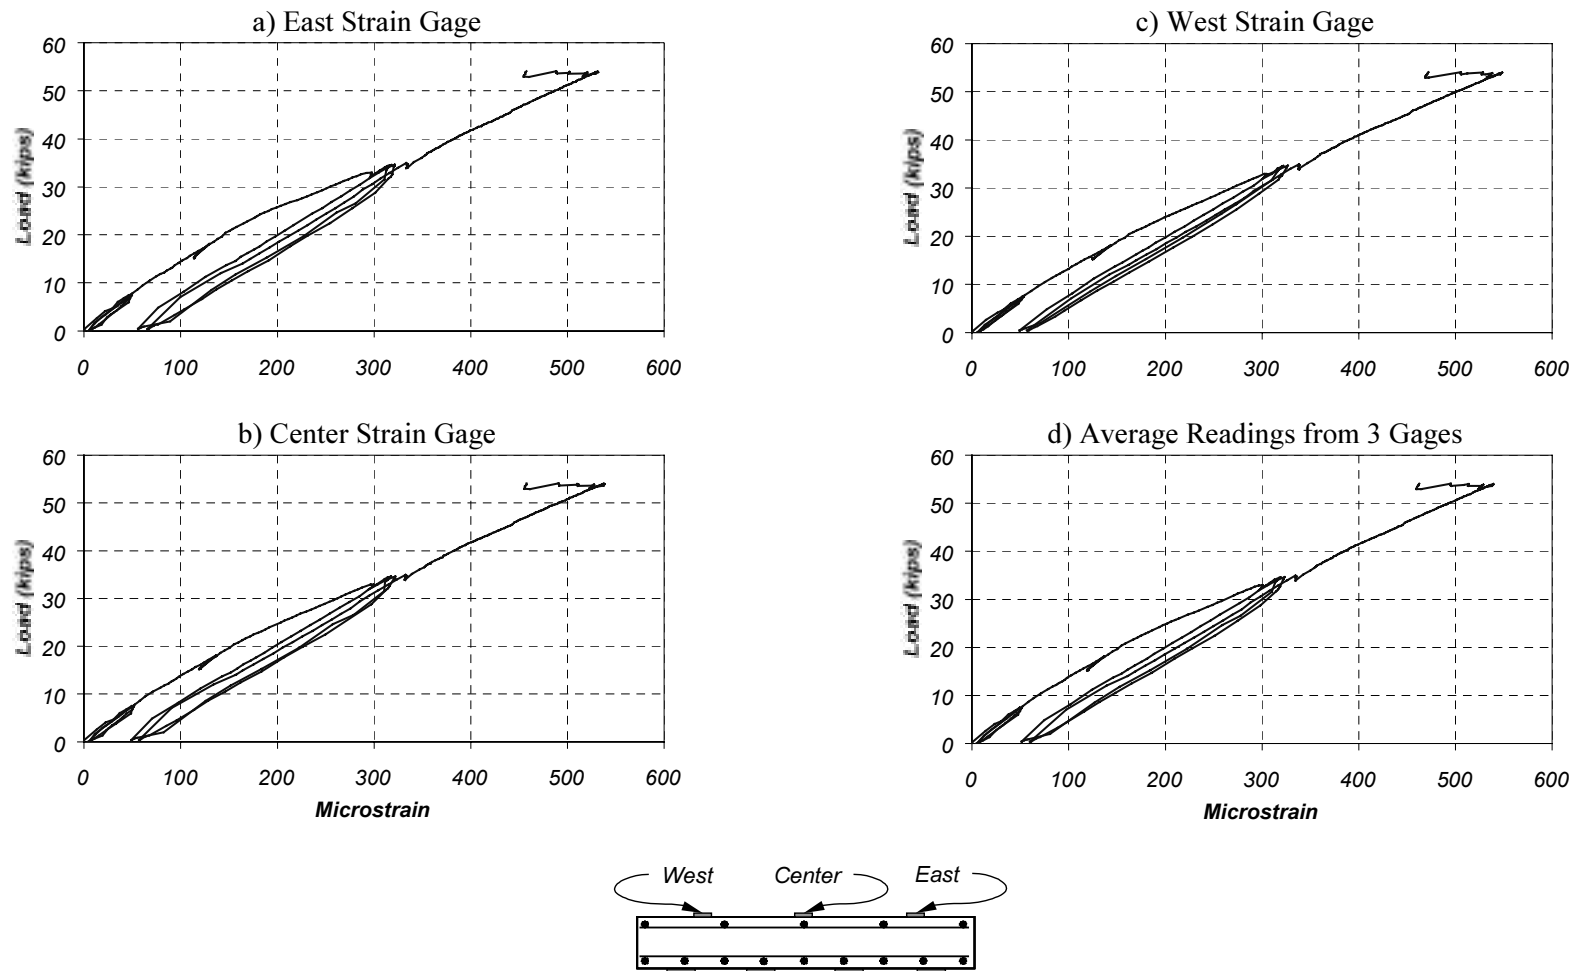 a) East Strain Gage
60
50
40
30
20
10
0
Load (kips)
0 100 200 300 400 500 600
c) West Strain Gage
60
50
40
30
20
10
0
Load (kips)
0 100 200 300 400 500 600
b) Center Strain Gage
60
50
40
30
20
10
0
Load (kips)
0 100 200 300 400 500 600
Microstrain
d) Average Readings from 3 Gages
60
50
40
30
20
10
0
Load (kips)
0 100 200 300 400 500 600
Microstrain
West Center East